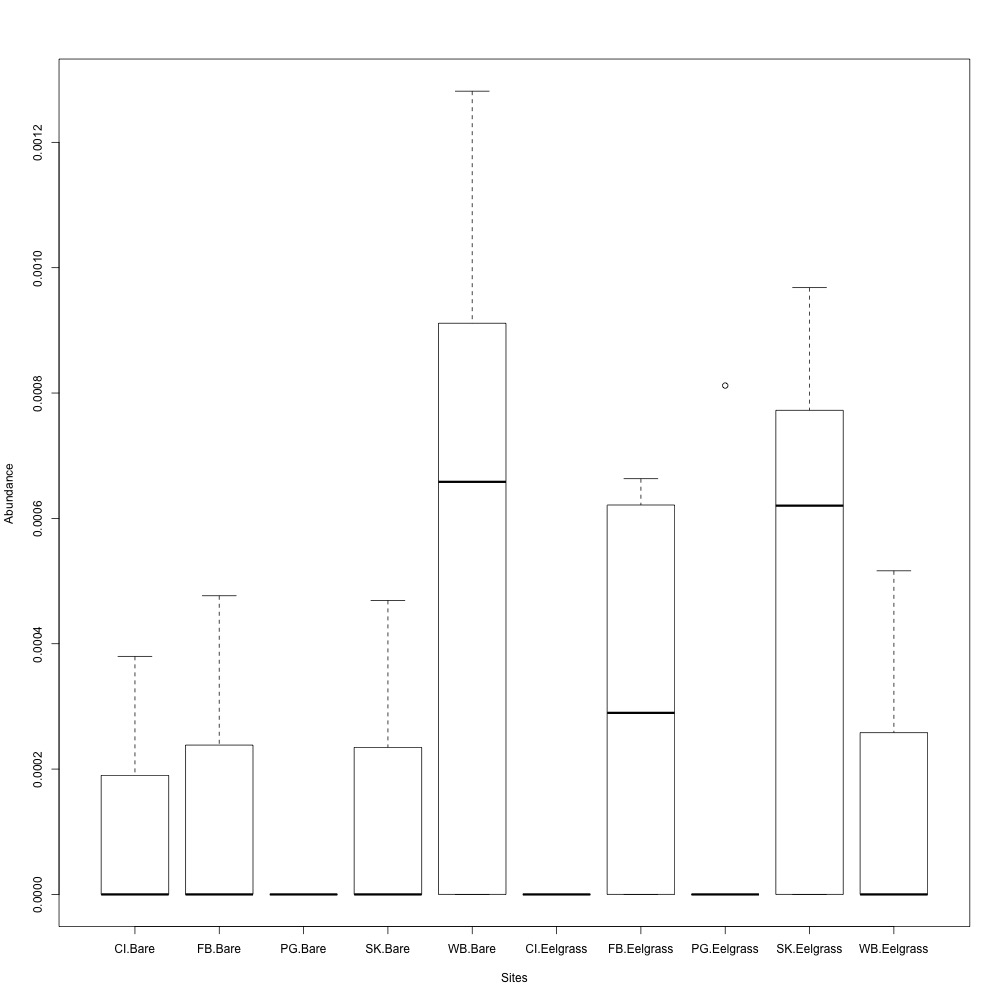 Abundance
0.0012
0.0010
0.0008
0.0006
0.0004
0.0002
0.0000
CI.Bare FB.Bare PG.Bare SK.Bare WB.Bare CI.Eelgrass FB.Eelgrass PG.Eelgrass SK.Eelgrass WB.Eelgrass
Sites